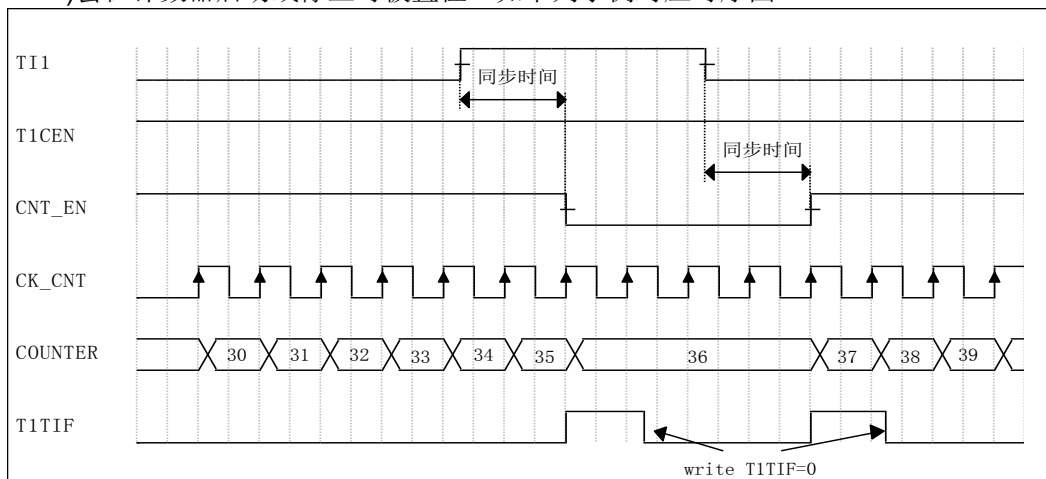 TI1
同步时间
T1CEN
同步时间
CNT_EN
CK_CNT
COUNTER
30
31
32
33
34
35
36
37
38
39
T1TIF
write T1TIF=0